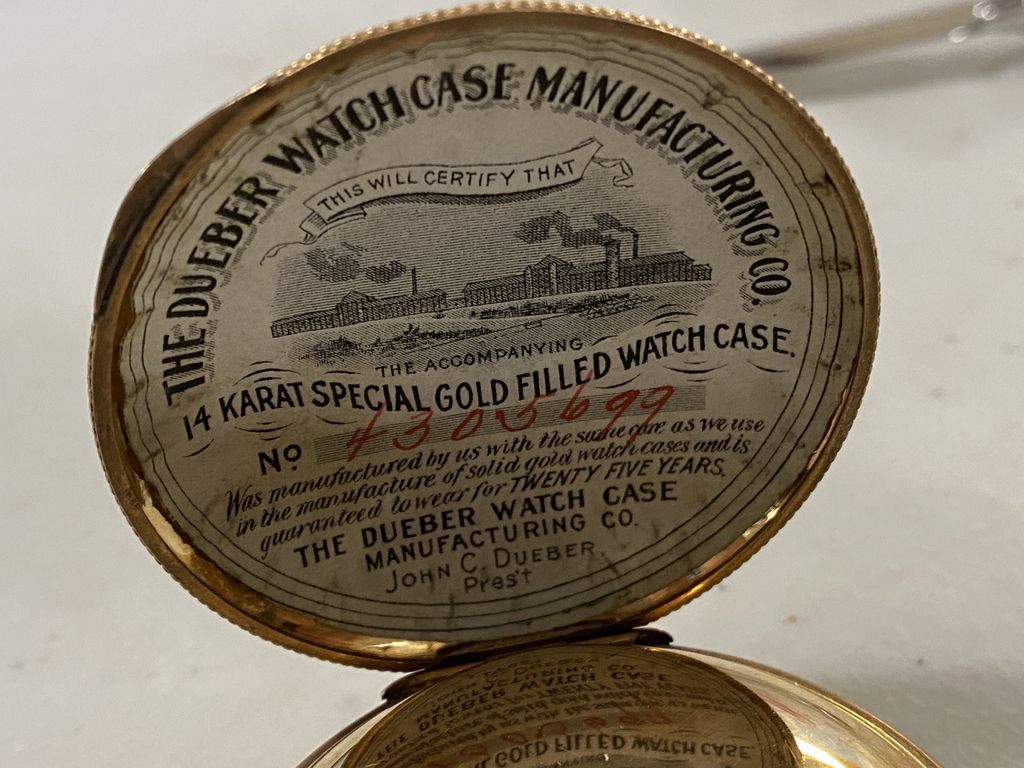 THE DUEBER WATCH CASE MANUFACTURING CO.
THIS WILL CERTIFY THAT
THE ACCOMPANYING
14 KARAT SPECIAL GOLD FILLED WATCH CASE.
No 4305699
Was manufactured by us with the same care as we use
in the manufacture of solid gold watch cases and is
guaranteed to wear for TWENTY FIVE YEARS.
THE DUEBER WATCH CASE
MANUFACTURING CO.
JOHN C. DUEBER.
Pres't